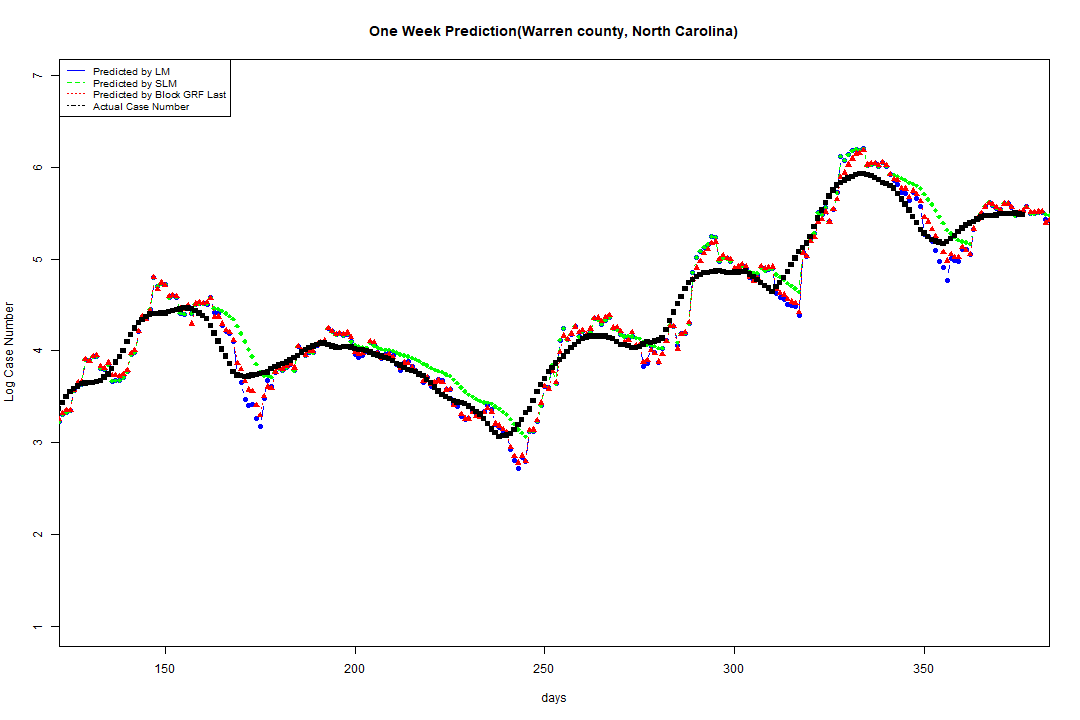 One Week Prediction(Warren county, North Carolina)
Predicted by LM
Predicted by SLM
Predicted by Block GRF Last
Actual Case Number
7
6
5
4
3
2
1
Log Case Number
150 200 250 300 350
days